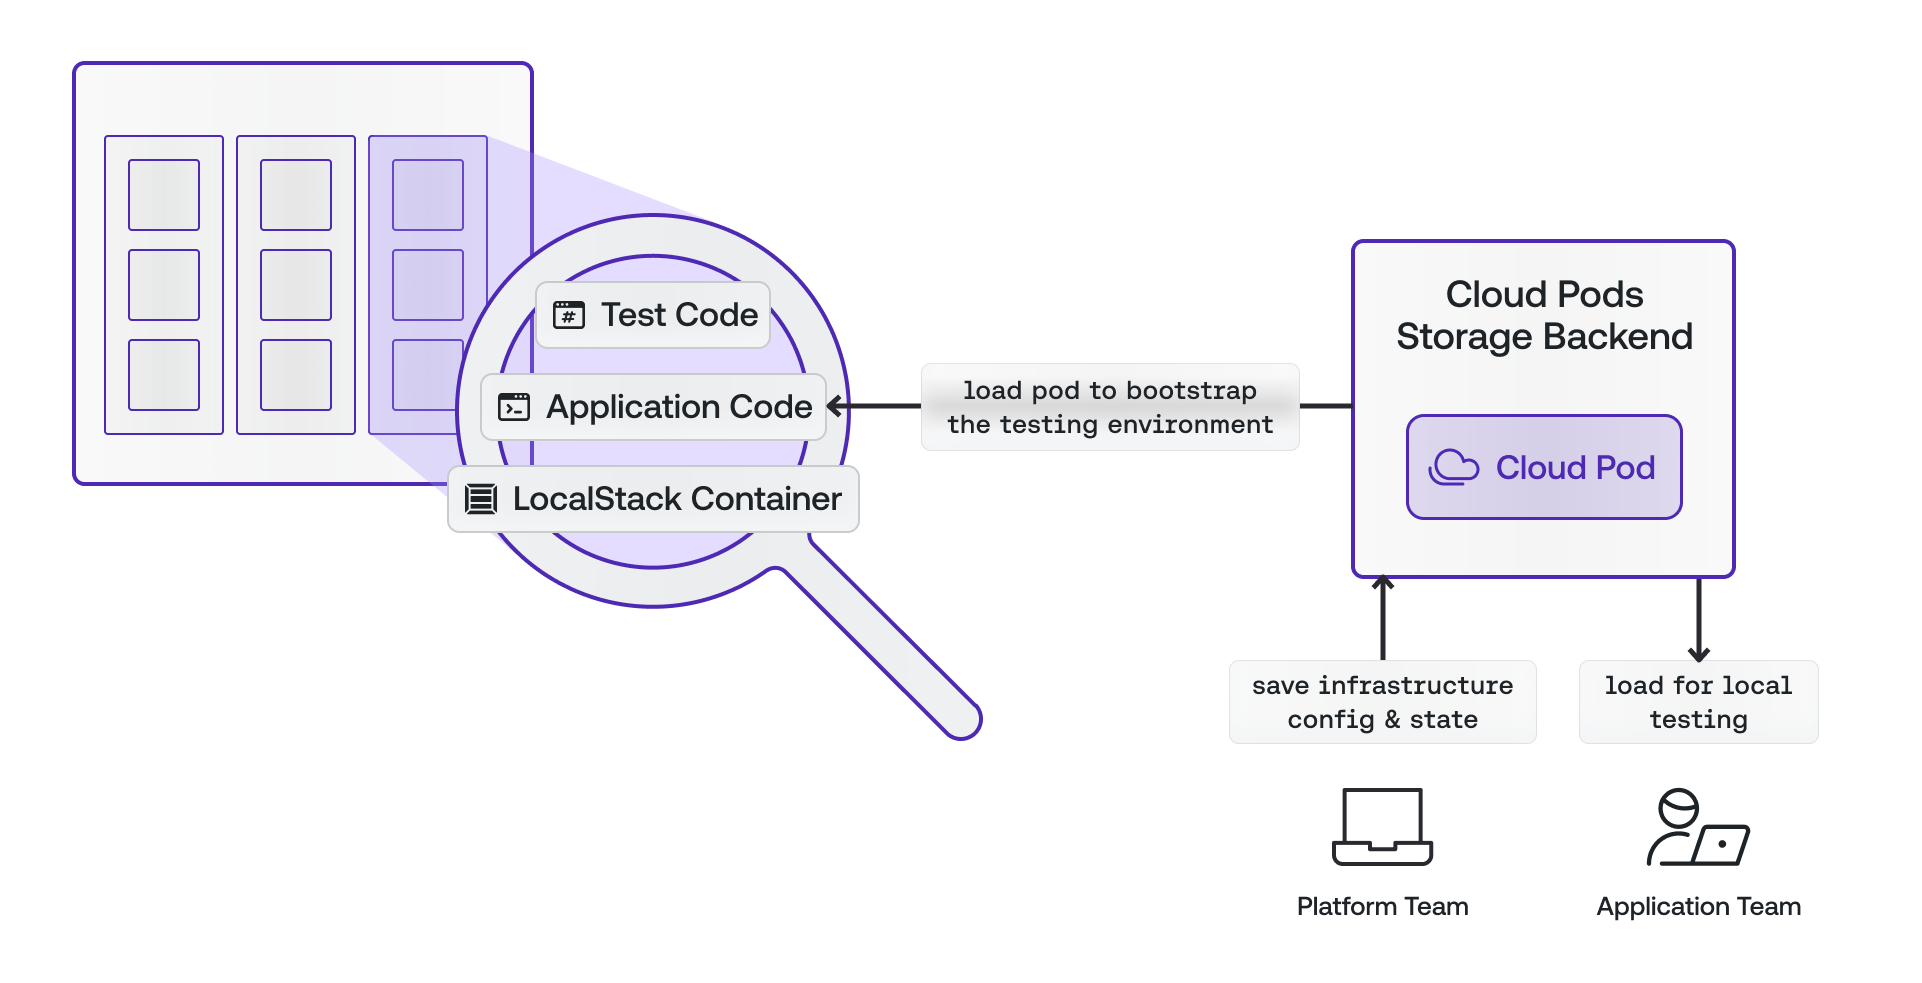 Test Code
Application Code
LocalStack Container
load pod to bootstrap
the testing environment
Cloud Pods
Storage Backend
Cloud Pod
save infrastructure
config & state
load for local
testing
Platform Team
Application Team